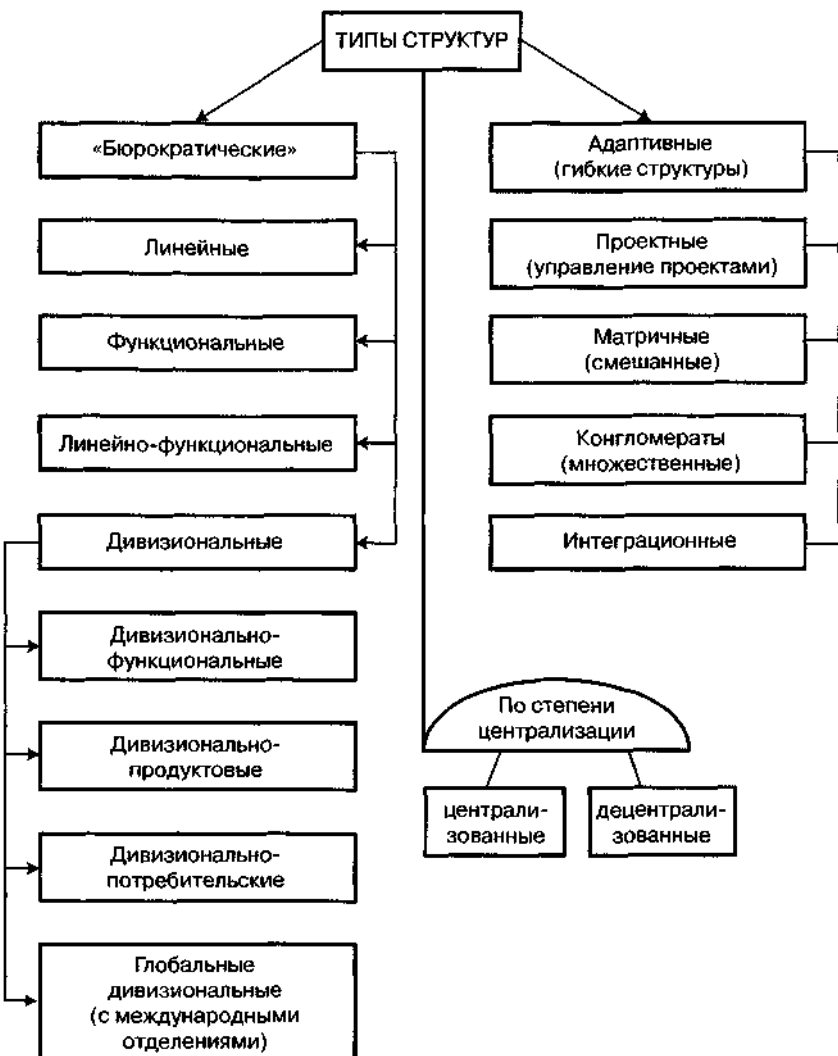 ТИПЫ СТРУКТУР
«Бюрократические»
Линейные
Функциональные
Линейно-функциональные
Дивизиональные
Дивизионально-
функциональные
Дивизионально-
продуктовые
Дивизионально-
потребительские
Глобальные
дивизиональные
(с международными
отделениями)
Адаптивные
(гибкие структуры)
Проектные
(управление проектами)
Матричные
(смешанные)
Конгломераты
(множественные)
Интеграционные
По степени
централизации
централи-
зованные
децентрали-
зованные